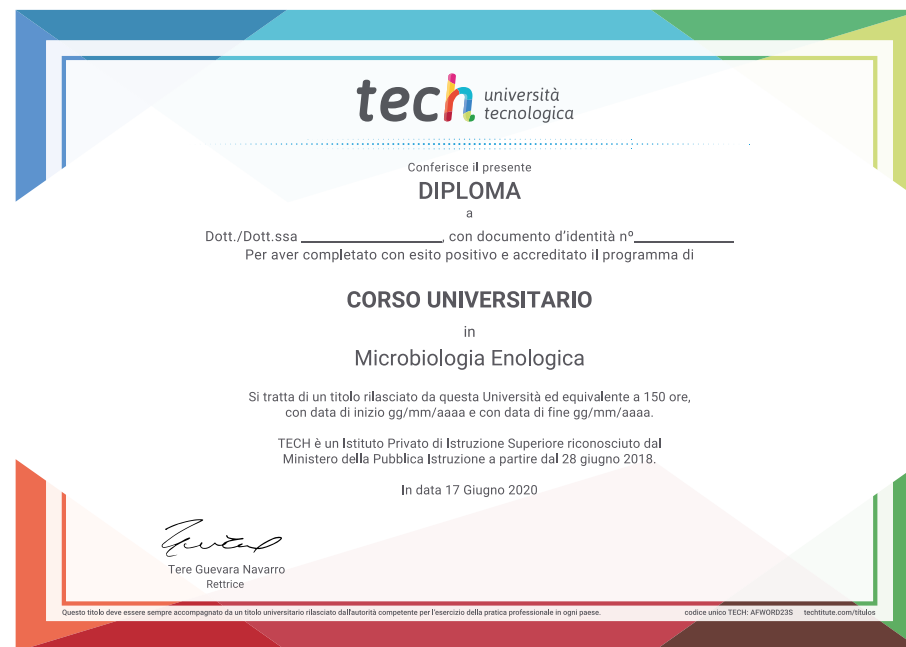 tech università
tecnologica
Conferisce il presente
DIPLOMA
a
Dott./Dott.ssa ____________________, con documento d'identità nº______________
Per aver completato con esito positivo e accreditato il programma di
CORSO UNIVERSITARIO
in
Microbiologia Enologica
Si tratta di un titolo rilasciato da questa Università ed equivalente a 150 ore,
con data di inizio gg/mm/aaaa e con data di fine gg/mm/aaaa.
TECH è un Istituto Privato di Istruzione Superiore riconosciuto dal
Ministero della Pubblica Istruzione a partire dal 28 giugno 2018.
In data 17 Giugno 2020
Tere Guevara Navarro
Rettrice
Questo titolo deve essere sempre accompagnato da un titolo universitario rilasciato dall'autorità competente per l'esercizio della pratica professionale in ogni paese. codice unico TECH: AFWORD23S techtitute.com/titulos